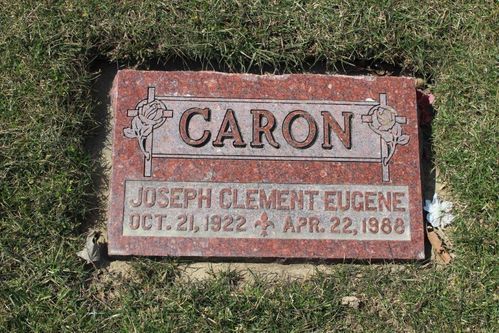 CARON
JOSEPH CLEMENT EUGENE
OCT. 21, 1922 ⚜ APR. 22, 1988